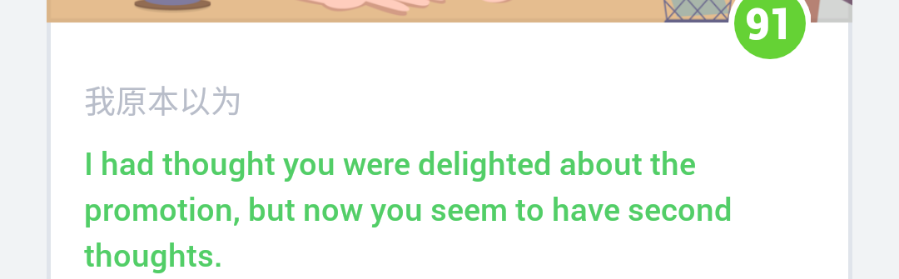 91
我原本以为
I had thought you were delighted about the
promotion, but now you seem to have second
thoughts.